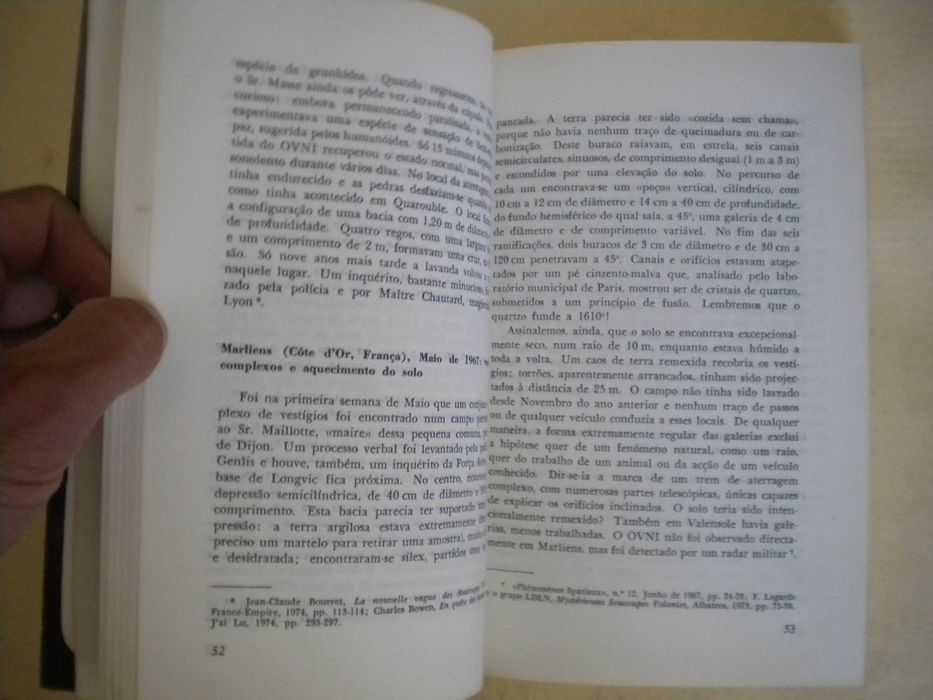 espécie de grunhidos. Quando regressaram ao
o Sr. Masse ainda os pôde ver, através da cúpula.
curioso: embora permanecendo paralisado, a
experimentava uma espécie de sensação de
paz, sugerida pelos humanóides. Só 15 minutos depois
tida do OVNI recuperou o estado normal, mas
sonolento durante vários dias. No local da aterragem
tinha endurecido e as pedras desfaziam-se quando
como tinha acontecido em Quarouble. O local
a configuração de uma bacia com 1,20 m de diâmetro
de profundidade. Quatro regos, com uma largura
e um comprimento de 2 m, formavam uma cruz,
são. Só nove anos mais tarde a lavanda voltou a
naquele lugar. Um inquérito, bastante minucioso,
zado pela polícia e por Maître Chautard,
Lyon ⁶.
Marliens (Côte d'Or, França), Maio de 1967:
complexos e aquecimento do solo
Foi na primeira semana de Maio que um
plexo de vestígios foi encontrado num campo
ao Sr. Maillotte, «maire» dessa pequena comuna,
de Dijon. Um processo verbal foi levantado pela
Genlis e houve, também, um inquérito da Força
base de Longvic fica próxima. No centro,
depressão semicilíndrica, de 40 cm de diâmetro e
comprimento. Esta bacia parecia ter suportado
pressão: a terra argilosa estava extremamente
preciso um martelo para retirar uma amostra),
e desidratada; encontraram-se sílex, partidos com
⁶ Jean-Claude Bourret, La nouvelle vague des Soucoupes
France-Empire, 1974, pp. 113-114; Charles Bowen, En quête des
J'ai Lu, 1974, pp. 295-297.
52
pancada. A terra parecia ter sido «cozida sem chama»,
porque não havia nenhum traço de queimadura ou de car-
bonização. Deste buraco raiavam, em estrela, seis canais
semicirculares, sinuosos, de comprimento desigual (1 m a 3 m)
e escondidos por uma elevação do solo. No percurso de
cada um encontrava-se um «poço» vertical, cilíndrico, com
10 cm a 12 cm de diâmetro e 14 cm a 40 cm de profundidade,
do fundo hemisférico do qual saía, a 45°, uma galeria de 4 cm
de diâmetro e de comprimento variável. No fim das seis
ramificações, dois buracos de 3 cm de diâmetro e de 30 cm a
120 cm penetravam a 45°. Canais e orifícios estavam atape-
tados por um pé cinzento-malva que, analisado pelo labo-
ratório municipal de Paris, mostrou ser de cristais de quartzo,
submetidos a um princípio de fusão. Lembremos que o
quartzo funde a 1610°!
Assinalemos, ainda, que o solo se encontrava excepcional-
mente seco, num raio de 10 m, enquanto estava húmido a
toda a volta. Um caos de terra remexida recobria os vestí-
gios; torrões, aparentemente arrancados, tinham sido projec-
tados à distância de 25 m. O campo não tinha sido lavrado
desde Novembro do ano anterior e nenhum traço de passos
ou de qualquer veículo conduzia a esses locais. De qualquer
maneira, a forma extremamente regular das galerias exclui
a hipótese quer de um fenómeno natural, como um raio,
quer do trabalho de um animal ou da acção de um veículo
conhecido. Dir-se-ia a marca de um trem de aterragem
complexo, com numerosas partes telescópicas, únicas capazes
de explicar os orifícios inclinados. O solo teria sido inten-
cionalmente remexido? Também em Valensole havia gale-
rias, menos trabalhadas. O OVNI não foi observado directa-
mente em Marliens, mas foi detectado por um radar militar ⁷.
⁷ «Phénomènes Spatiaux», n.° 12, Junho de 1967, pp. 24-28; F. Lagarde
e o grupo LDLN, Mystérieuses Soucoupes Volantes, Albatros, 1973, pp. 75-96.
53